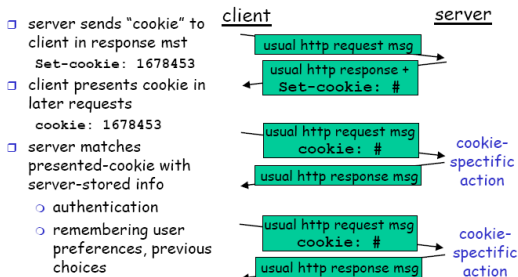 server sends "cookie" to
client in response mst
Set-cookie: 1678453
client presents cookie in
later requests
cookie: 1678453
server matches
presented-cookie with
server-stored info
authentication
remembering user
preferences, previous
choices
client
server
usual http request msg
usual http response +
Set-cookie: #
usual http request msg
cookie: #
usual http response msg
cookie-
spectific
action
usual http request msg
cookie: #
usual http response msg
cookie-
spectific
action